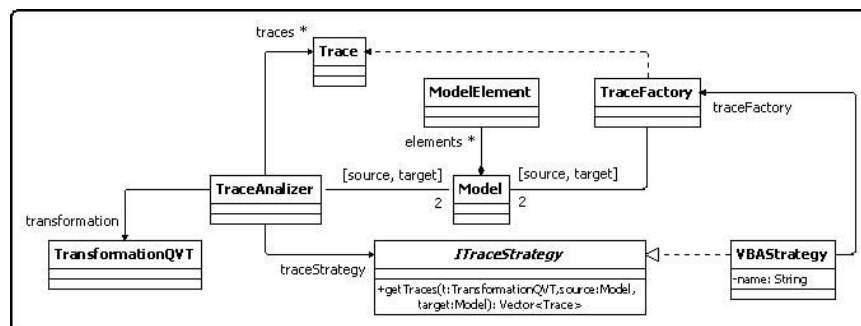 traces *
Trace
ModelElement
TraceFactory
traceFactory
elements *
[source, target]
[source, target]
TraceAnalizer
Model
2
2
transformation
TransformationQVT
traceStrategy
ITraceStrategy
+getTraces(t:TransformationQVT,source:Model,
target:Model): Vector<Trace>
VBAStrategy
-name: String